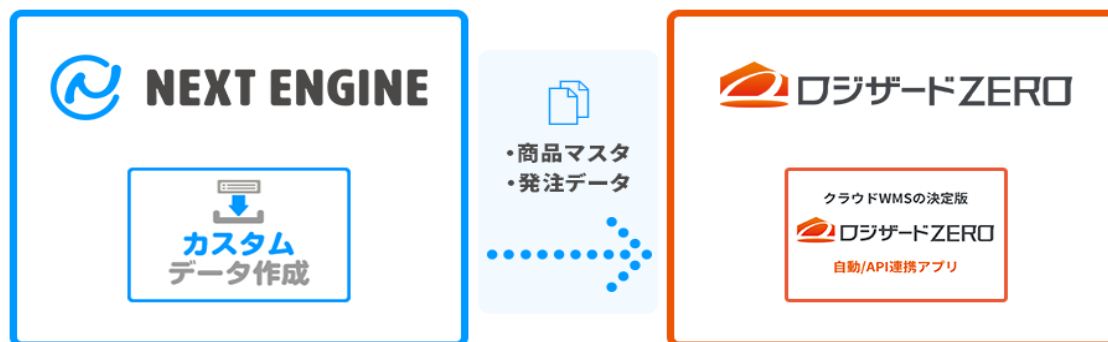 NEXT ENGINE
カスタム
データ作成
・商品マスタ
・発注データ
ロジザードZERO
クラウドWMSの決定版
ロジザードZERO
自動/API連携アプリ